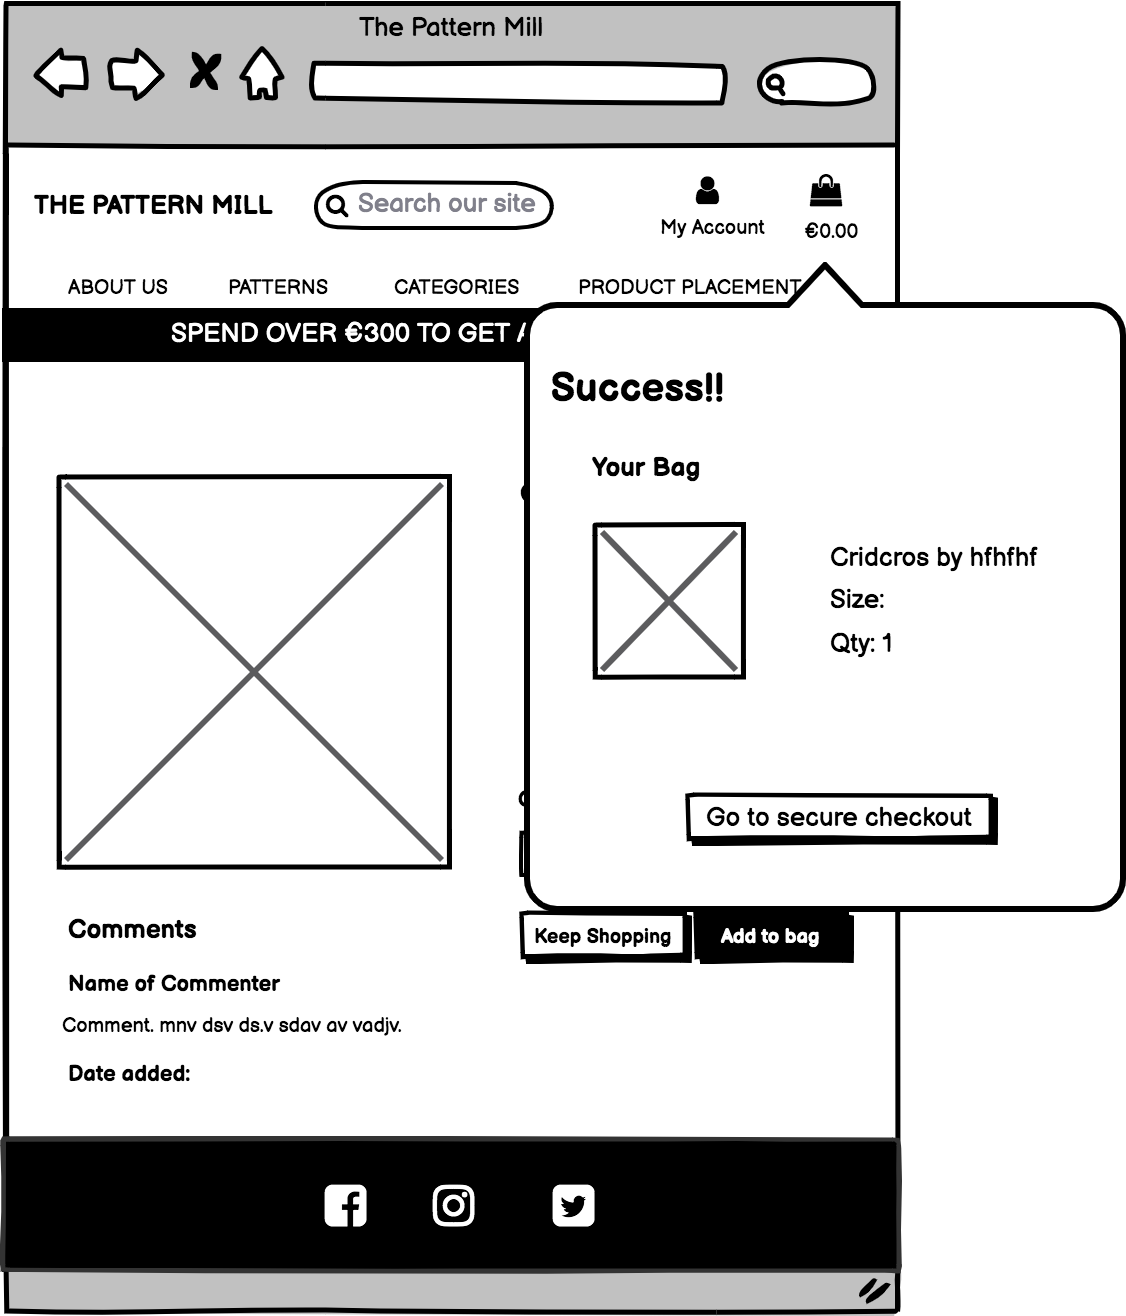 The Pattern Mill
THE PATTERN MILL
Search our site
My Account
€0.00
ABOUT US
PATTERNS
CATEGORIES
PRODUCT PLACEMENT
SPEND OVER €300 TO GET
Success!!
Your Bag
Cridcros by hfhfhf
Size:
Qty: 1
Go to secure checkout
Keep Shopping
Add to bag
Comments
Name of Commenter
Comment. mnv dsv ds.v sdav av vadjv.
Date added: